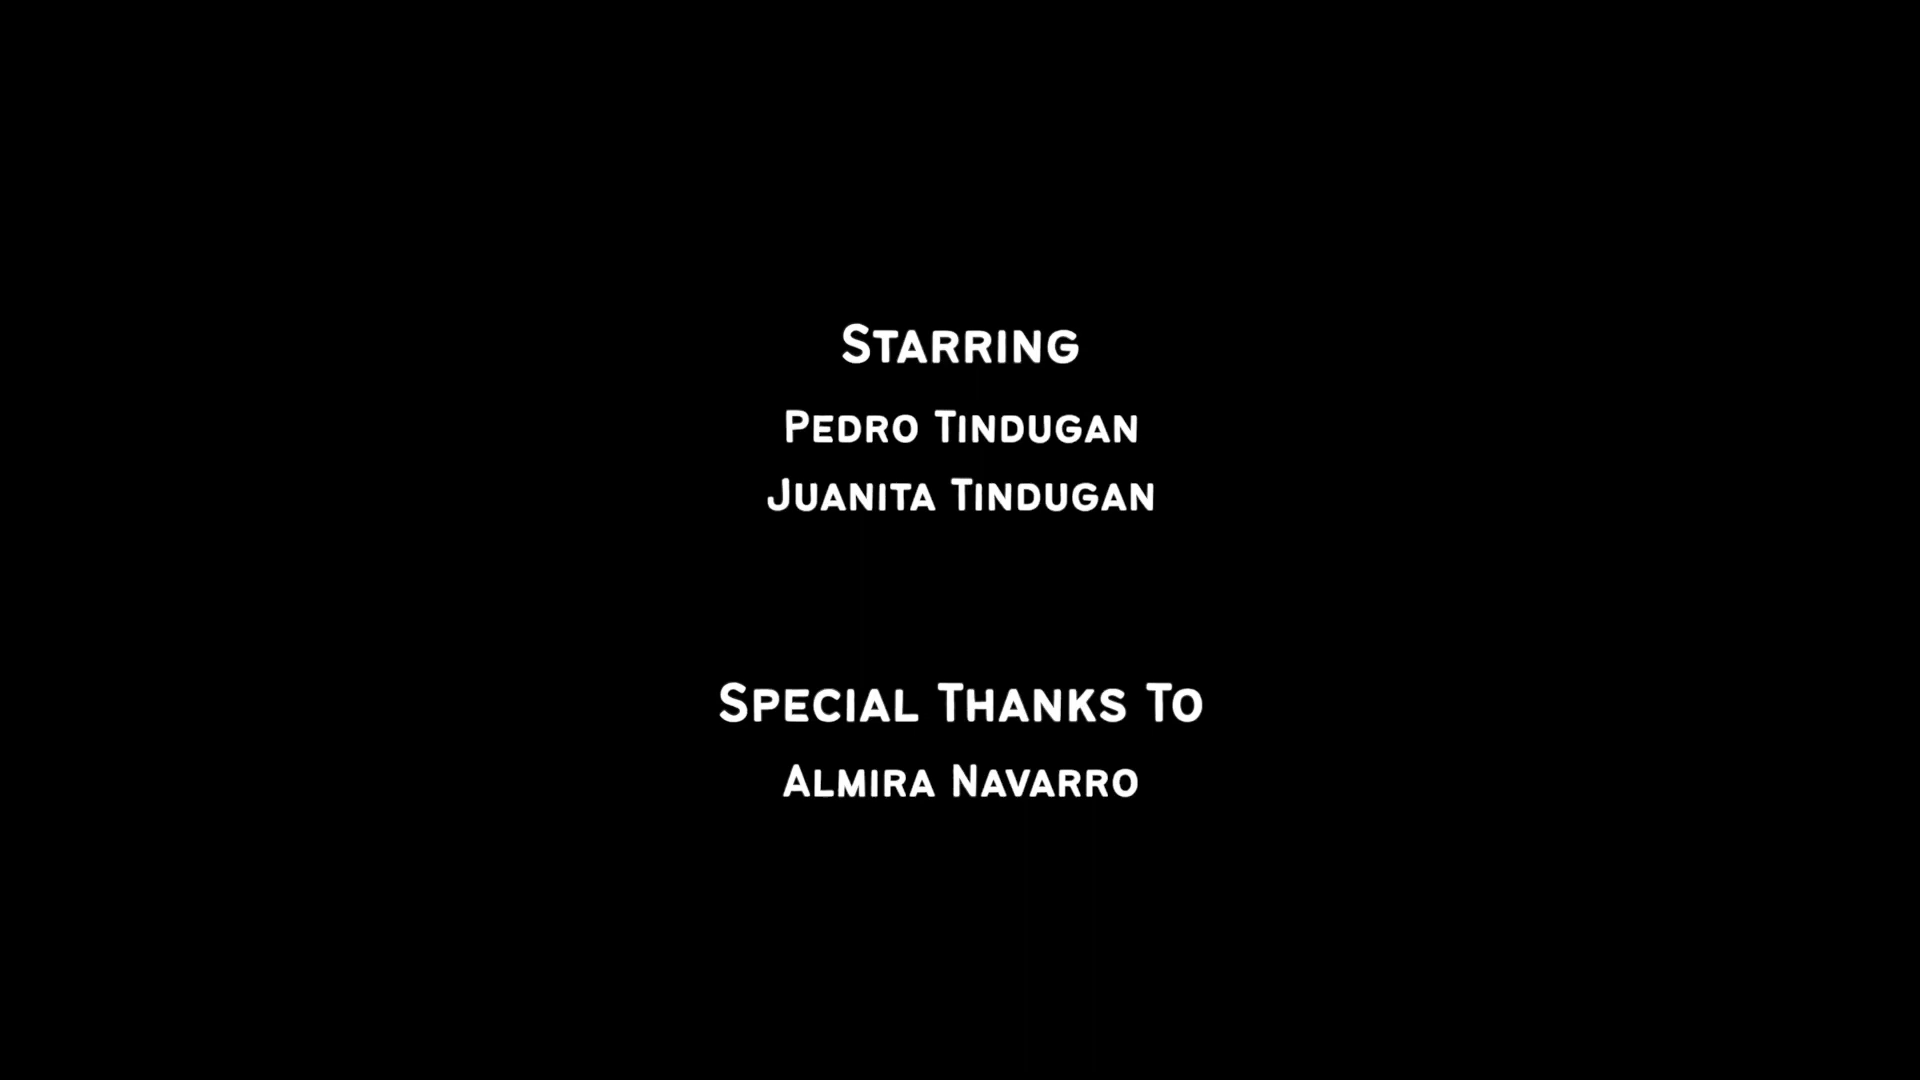 Starring
Pedro Tindugan
Juanita Tindugan
Special Thanks To
Almira Navarro